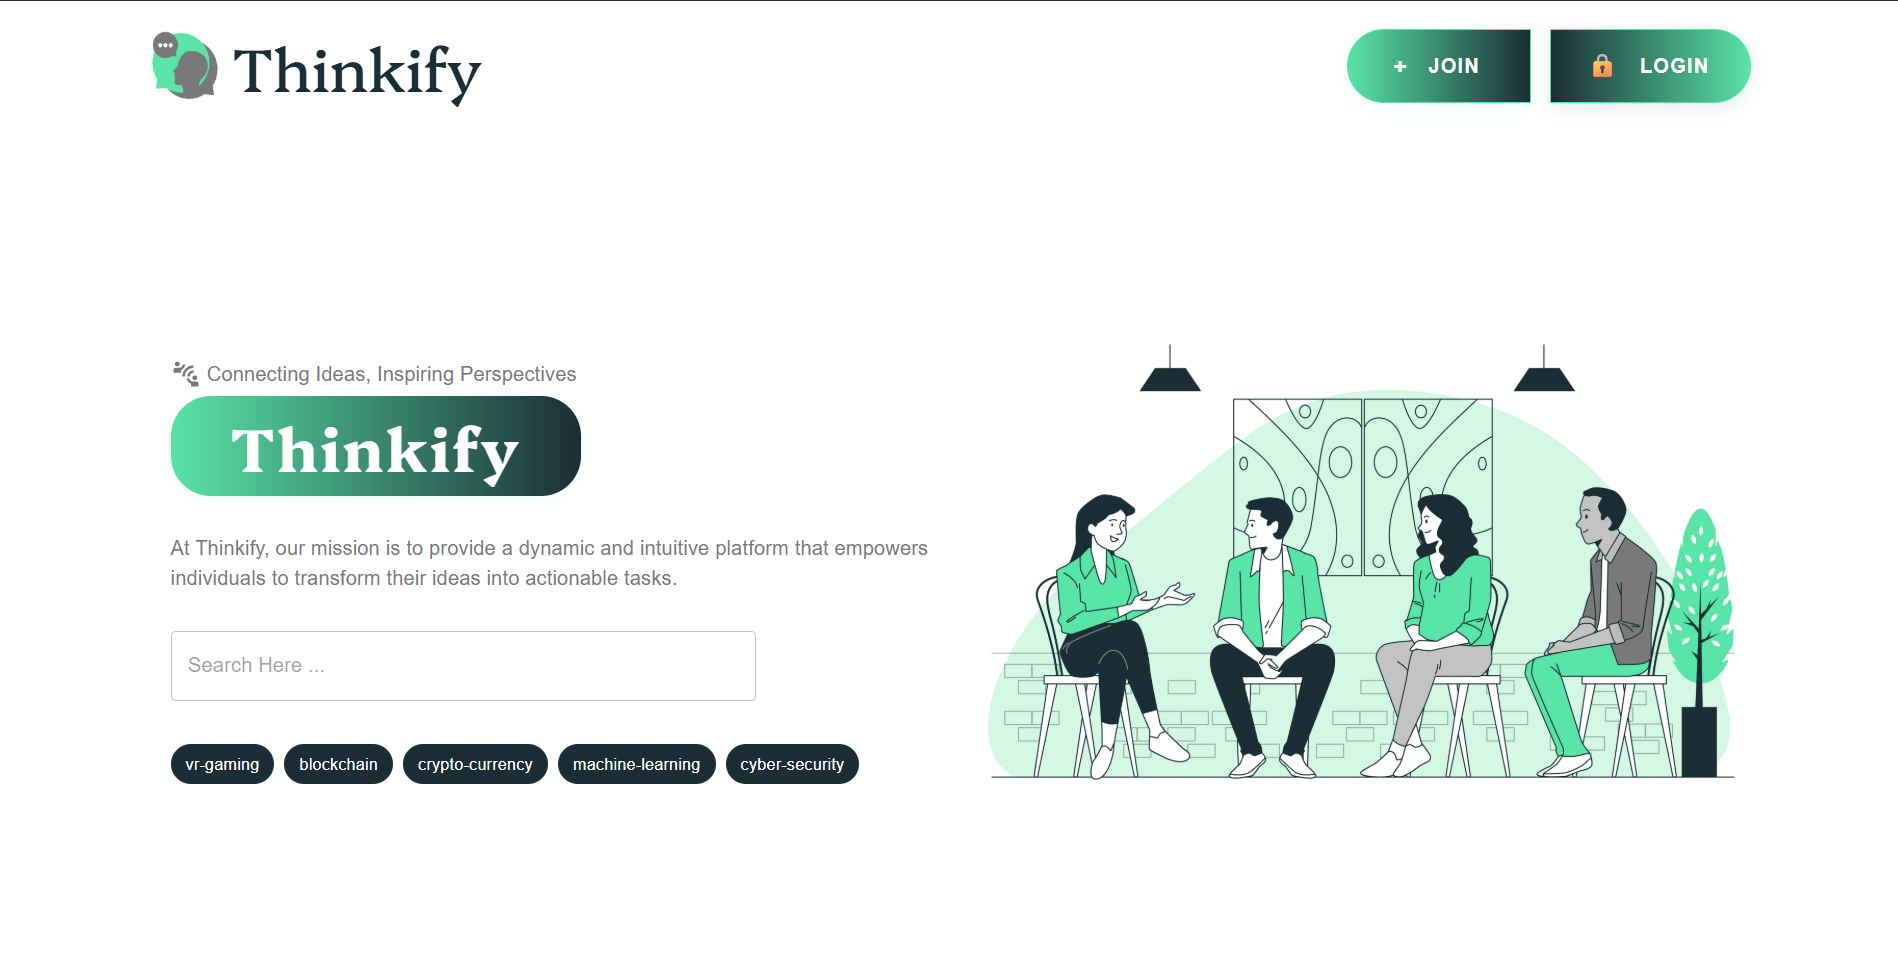 Thinkify
+ JOIN
LOGIN
Connecting Ideas, Inspiring Perspectives
Thinkify
At Thinkify, our mission is to provide a dynamic and intuitive platform that empowers
individuals to transform their ideas into actionable tasks.
Search Here ...
vr-gaming blockchain crypto-currency machine-learning cyber-security